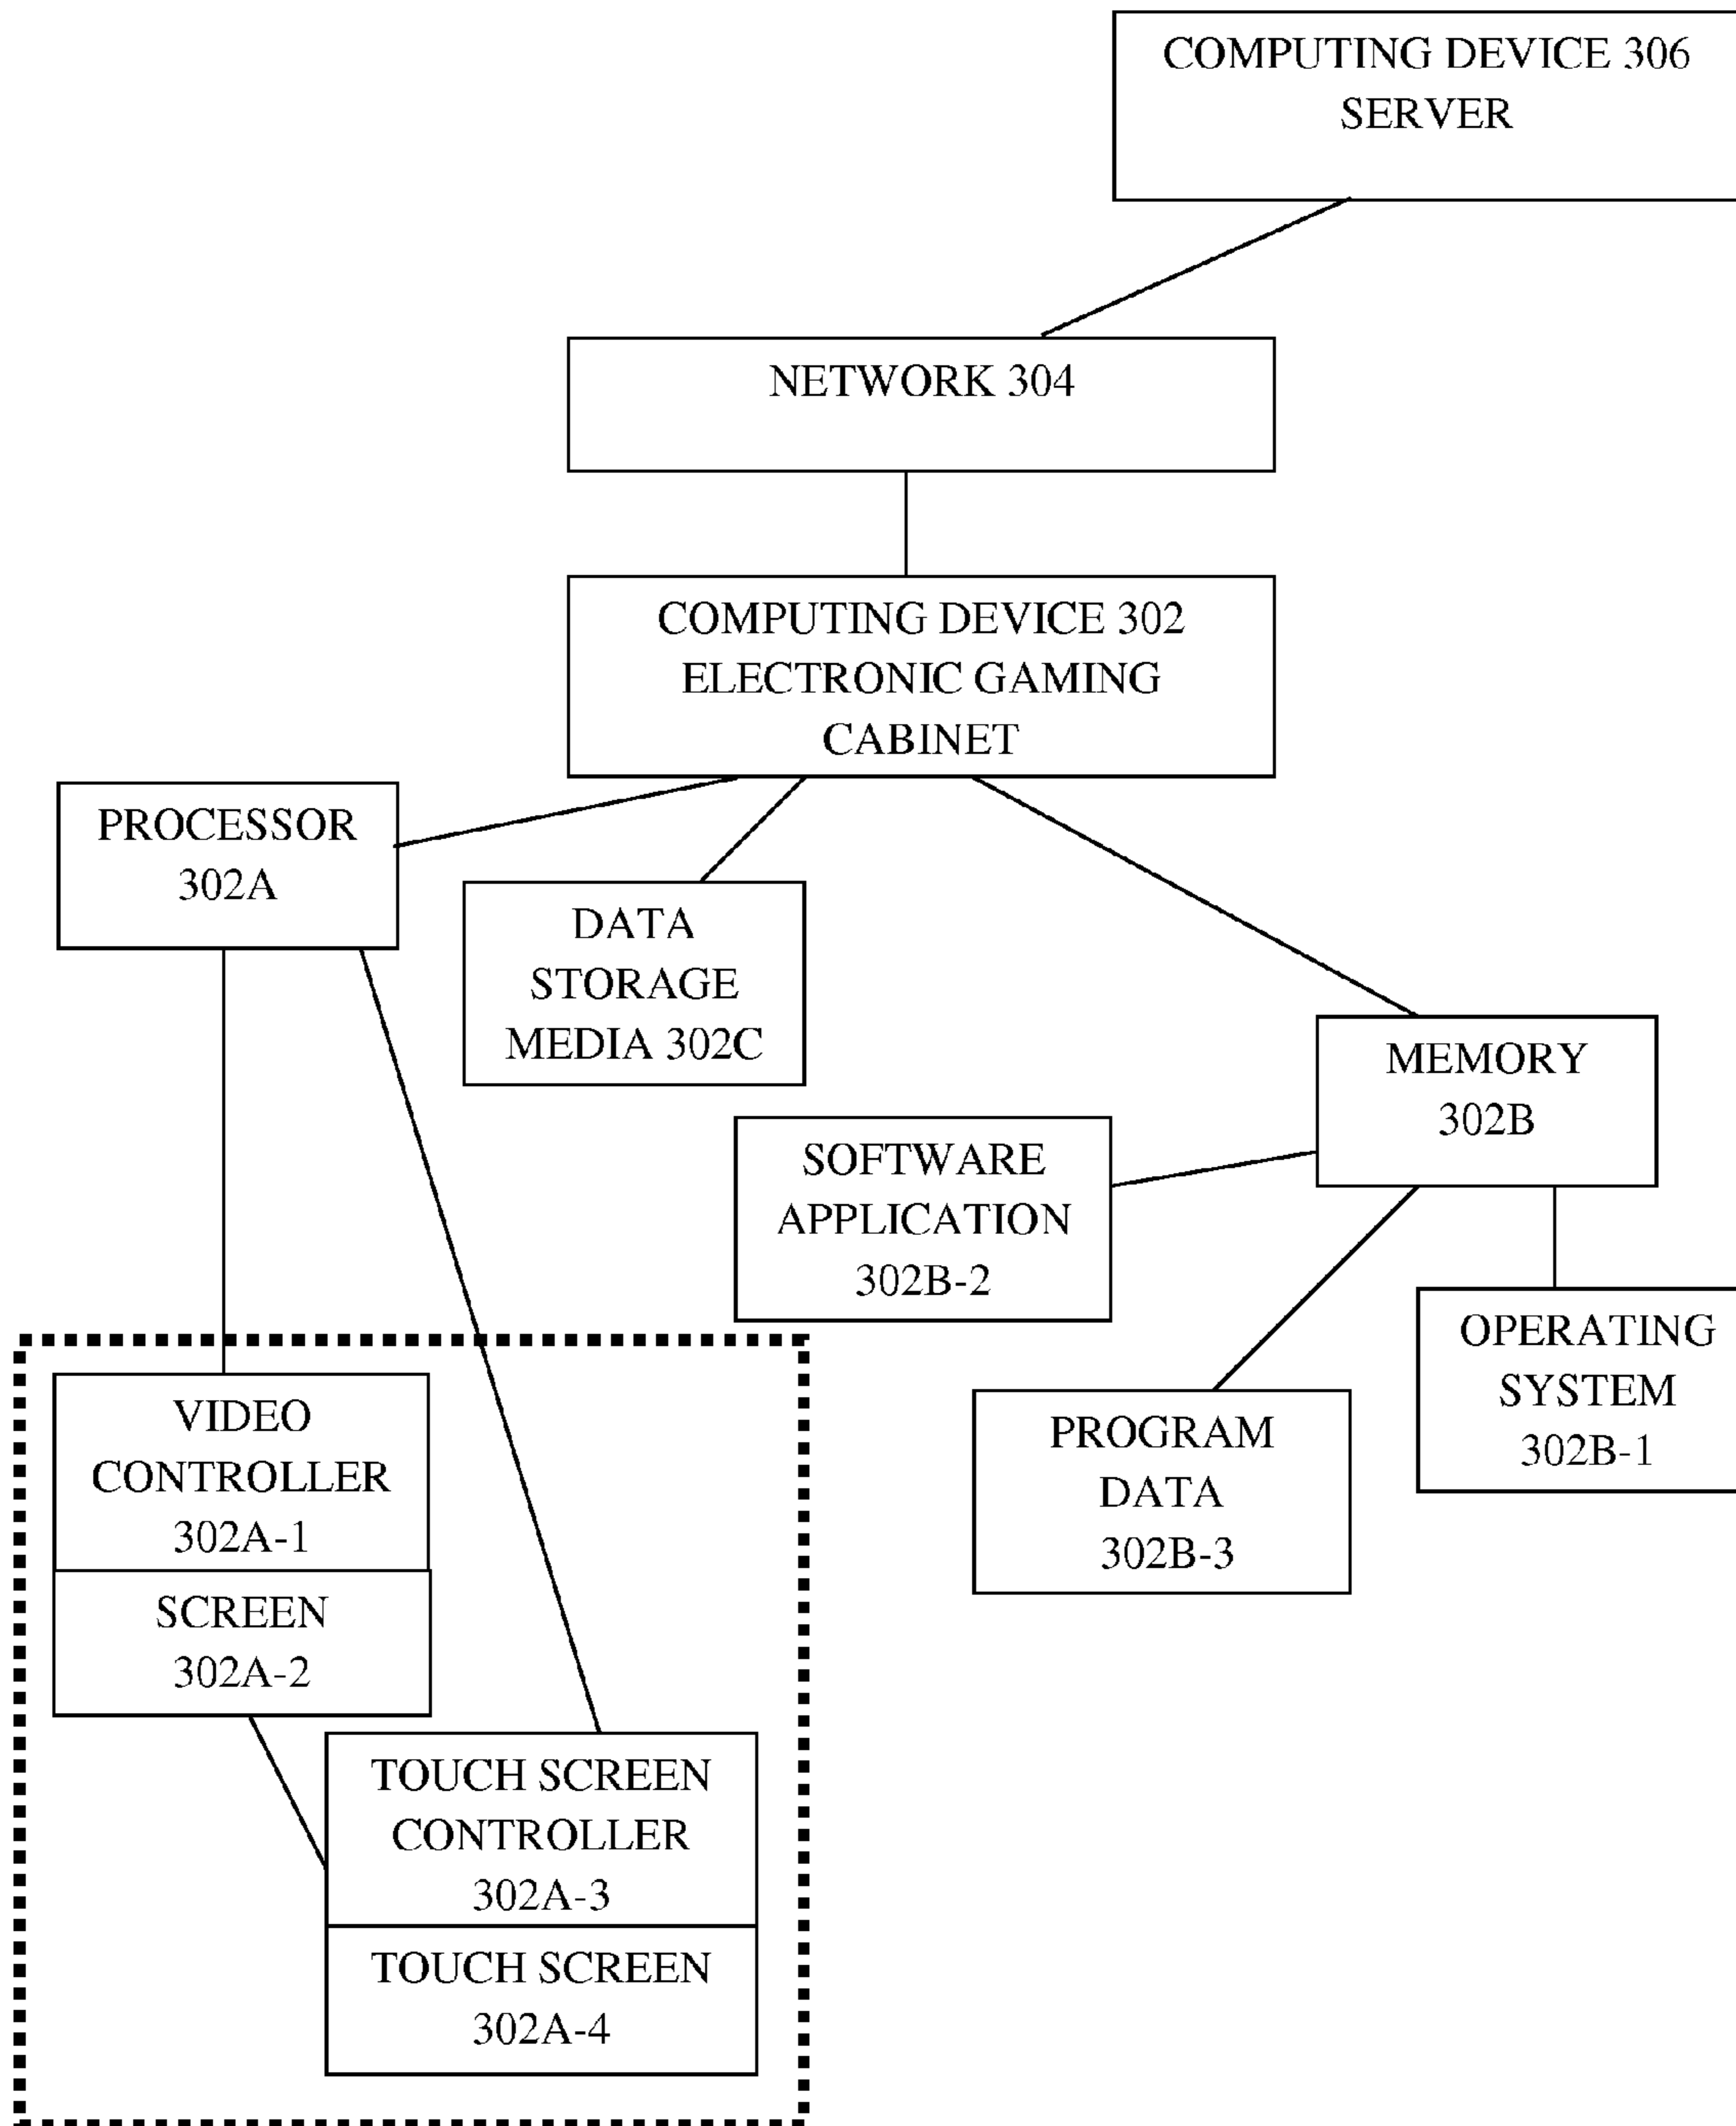 COMPUTING DEVICE 306
SERVER
NETWORK 304
COMPUTING DEVICE 302
ELECTRONIC GAMING
CABINET
PROCESSOR
302A
DATA
STORAGE
MEDIA 302C
MEMORY
302B
SOFTWARE
APPLICATION
302B-2
OPERATING
SYSTEM
302B-1
PROGRAM
DATA
302B-3
VIDEO
CONTROLLER
302A-1
SCREEN
302A-2
TOUCH SCREEN
CONTROLLER
302A-3
TOUCH SCREEN
302A-4